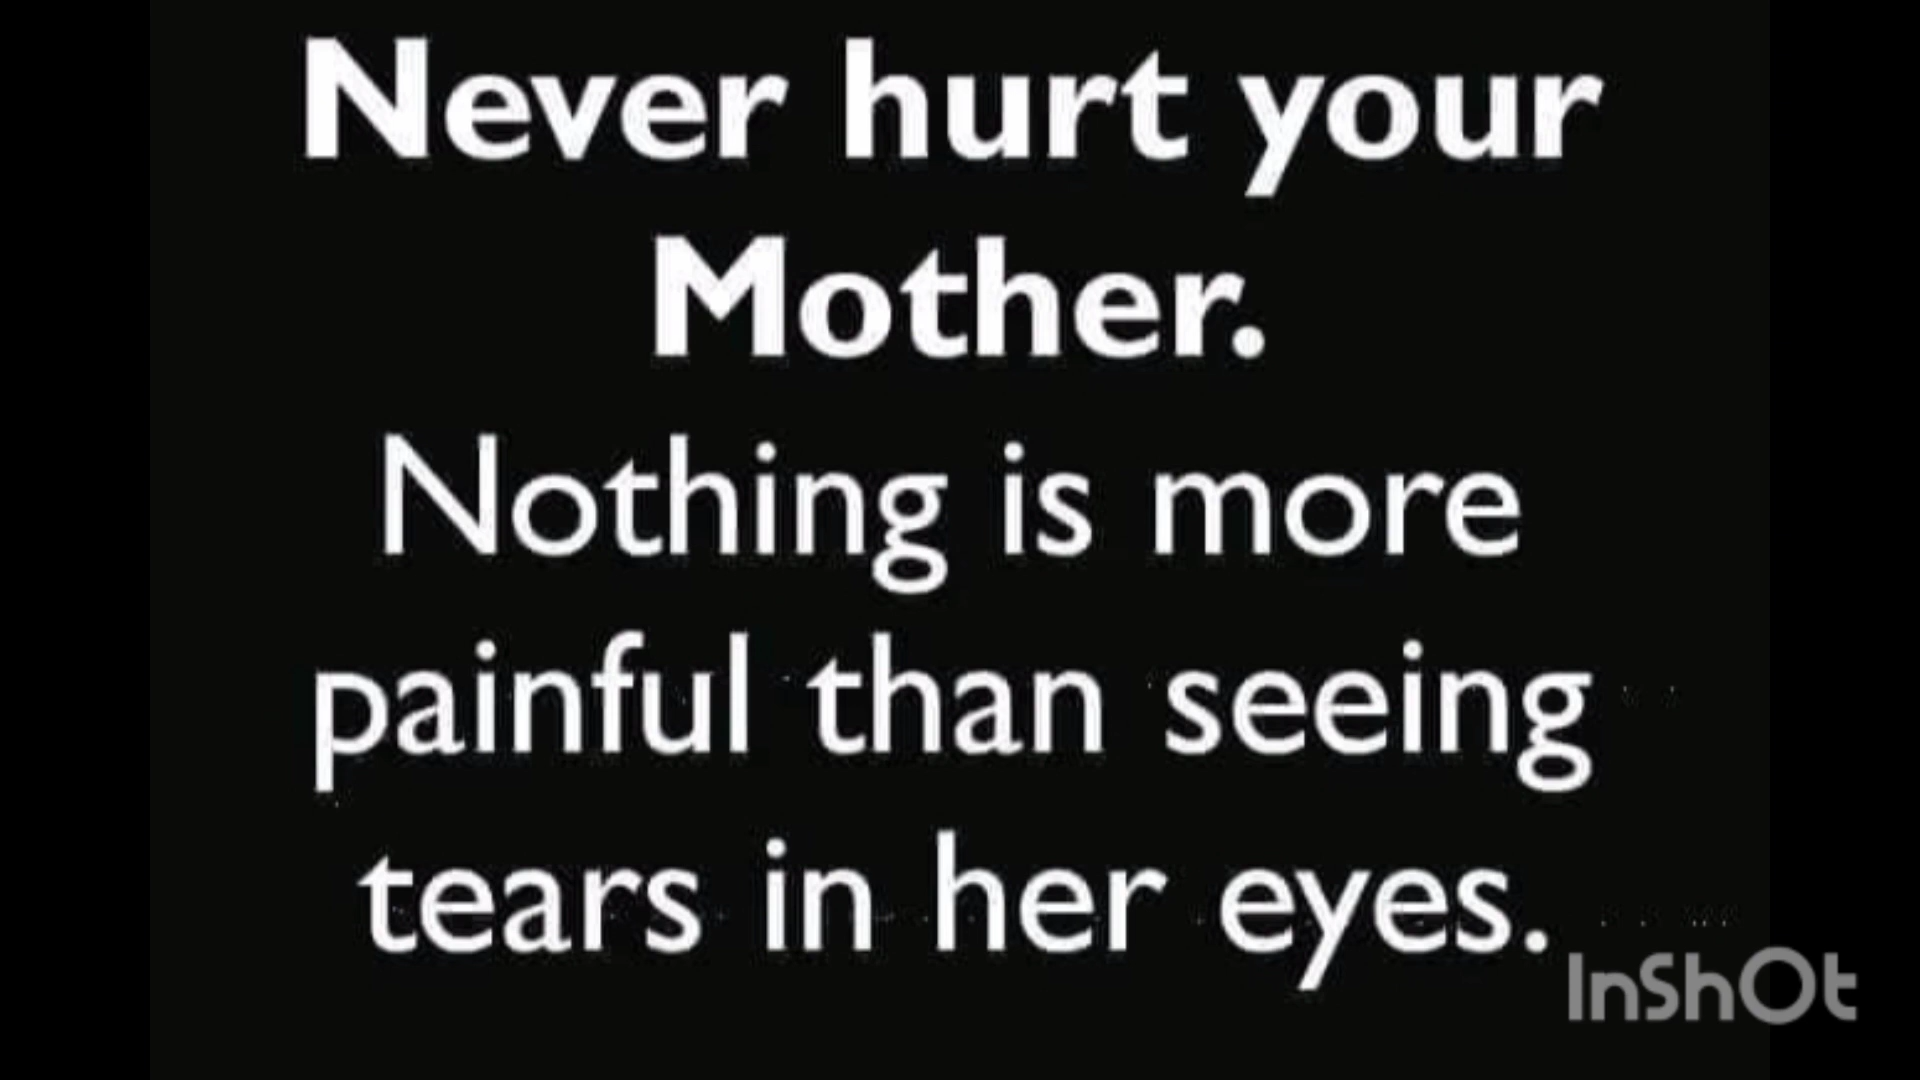 Never hurt your
Mother.
Nothing is more
painful than seeing
tears in her eyes.
InShOt